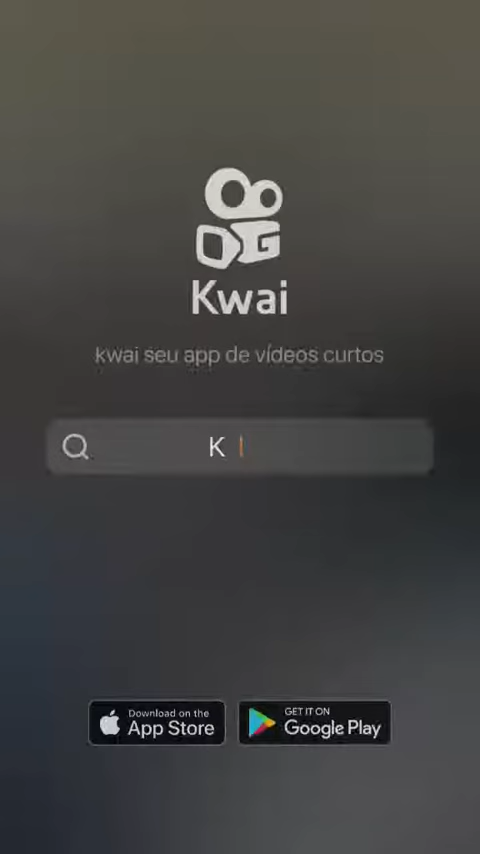 Kwai
kwai seu app de vídeos curtos
K
Download on the
App Store
GET IT ON
Google Play